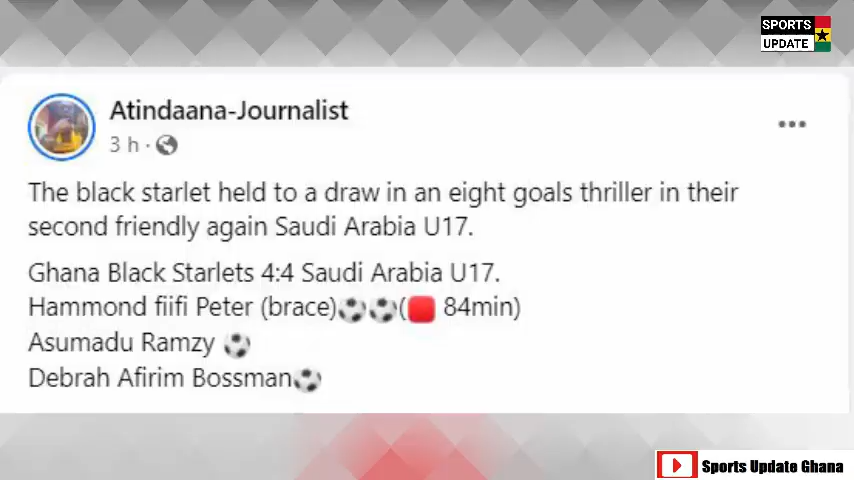 SPORTS
UPDATE
Atindaana-Journalist
3 h ·
The black starlet held to a draw in an eight goals thriller in their
second friendly again Saudi Arabia U17.
Ghana Black Starlets 4:4 Saudi Arabia U17.
Hammond fiifi Peter (brace)⚽⚽(🟥 84min)
Asumadu Ramzy ⚽
Debrah Afirim Bossman⚽
Sports Update Ghana